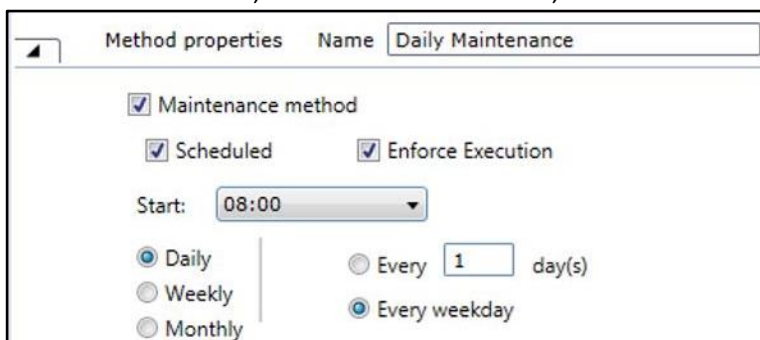 Method properties Name Daily Maintenance
Maintenance method
Scheduled Enforce Execution
Start: 08:00
Daily Every 1 day(s)
Weekly Every weekday
Monthly